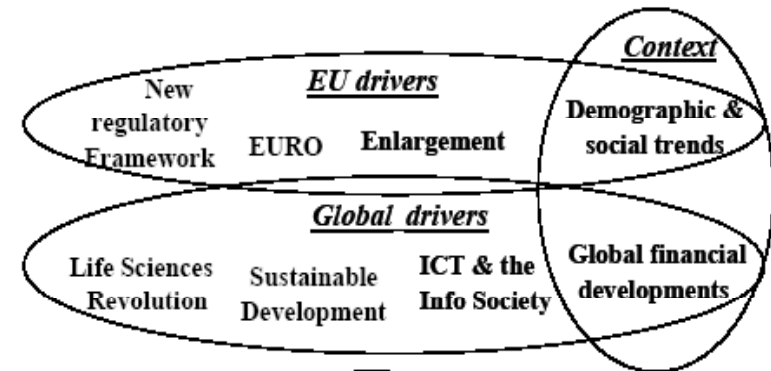 Context
EU drivers
New
regulatory
Framework
EURO
Enlargement
Demographic &
social trends
Global drivers
Life Sciences
Revolution
Sustainable
Development
ICT & the
Info Society
Global financial
developments